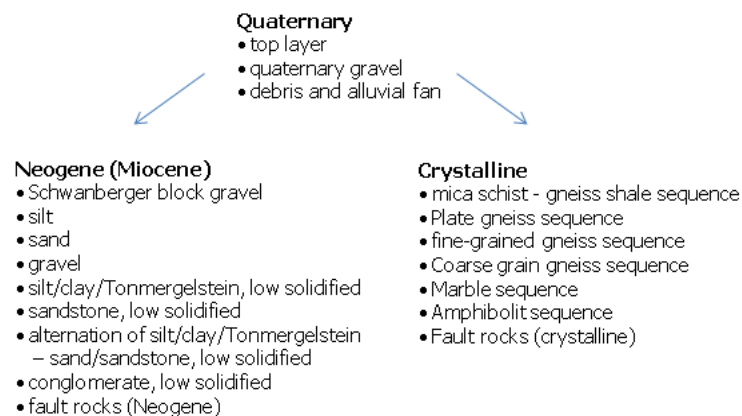 Quaternary
• top layer
• quaternary gravel
• debris and alluvial fan
Neogene (Miocene)
• Schwanberger block gravel
• silt
• sand
• gravel
• silt/clay/Tonmergelstein, low solidified
• sandstone, low solidified
• alternation of silt/clay/Tonmergelstein
– sand/sandstone, low solidified
• conglomerate, low solidified
• fault rocks (Neogene)
Crystalline
• mica schist - gneiss shale sequence
• Plate gneiss sequence
• fine-grained gneiss sequence
• Coarse grain gneiss sequence
• Marble sequence
• Amphibolit sequence
• Fault rocks (crystalline)